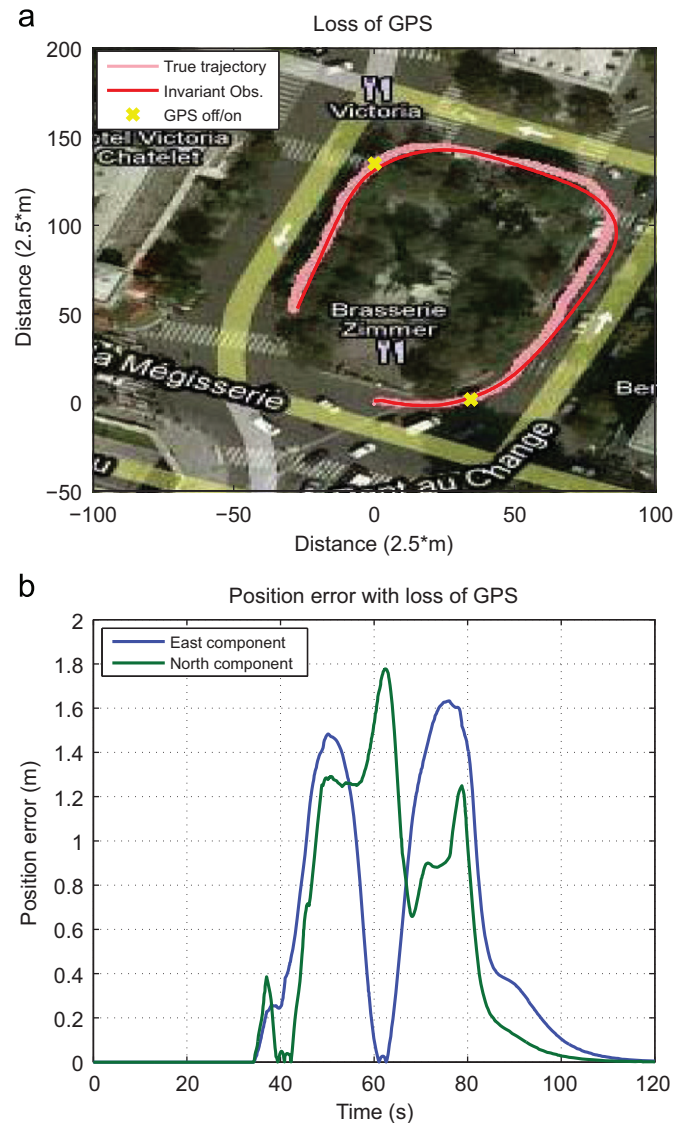 a
Loss of GPS
200
150
100
50
0
−50
Distance (2.5*m)
True trajectory
Invariant Obs.
GPS off/on
Victoria
tel Victoria
Chatelet
Brasserie
Zimmer
a Mégisserie
Ber
au Change
u
−100
−50
0
50
100
Distance (2.5*m)
b
Position error with loss of GPS
2
1.8
1.6
1.4
1.2
1
0.8
0.6
0.4
0.2
0
Position error (m)
East component
North component
0
20
40
60
80
100
120
Time (s)